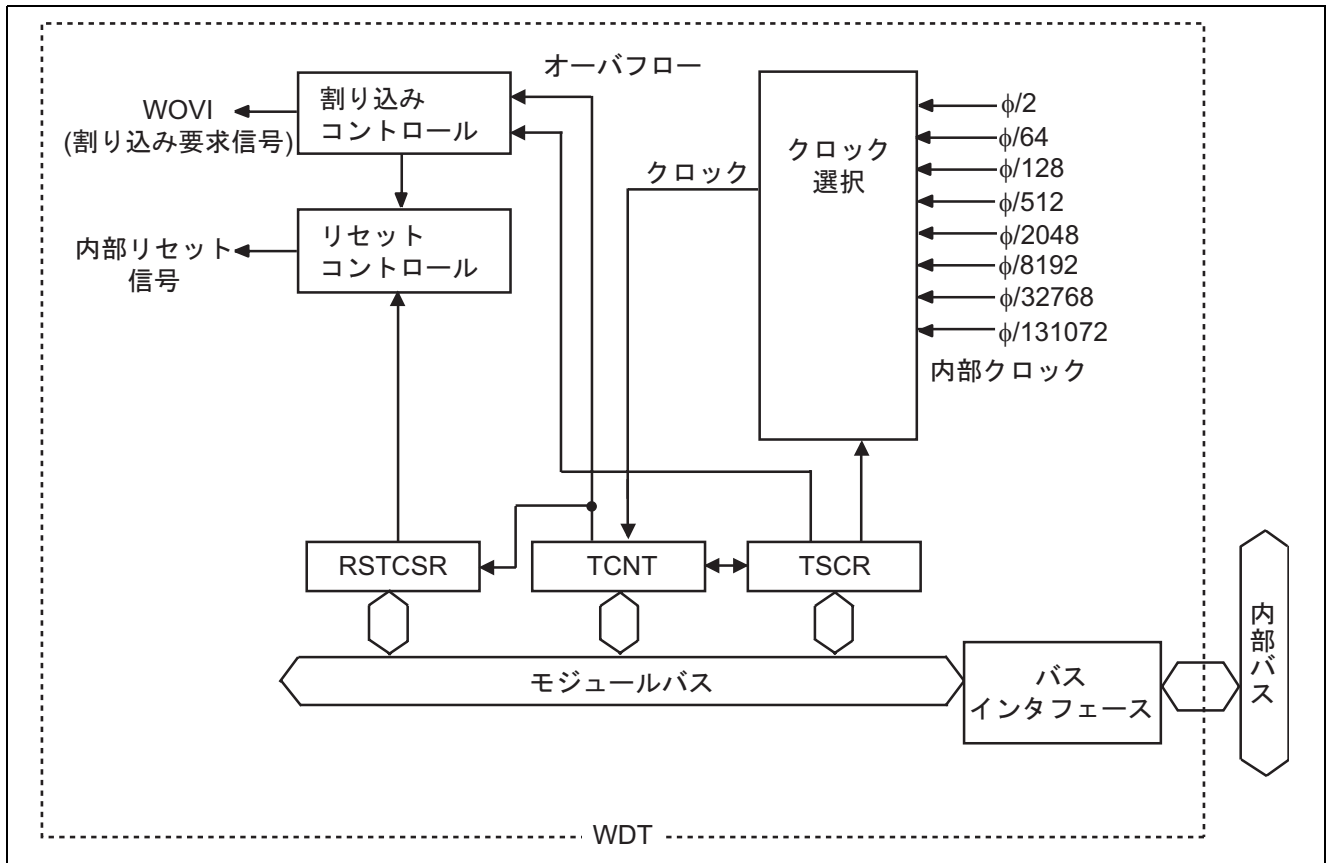 オーバフロー
割り込み
コントロール
WOVI
(割り込み要求信号)
クロック
リセット
コントロール
内部リセット
信号
クロック
選択
φ/2
φ/64
φ/128
φ/512
φ/2048
φ/8192
φ/32768
φ/131072
内部クロック
RSTCSR
TCNT
TSCR
モジュールバス
バス
インタフェース
内部バス
WDT